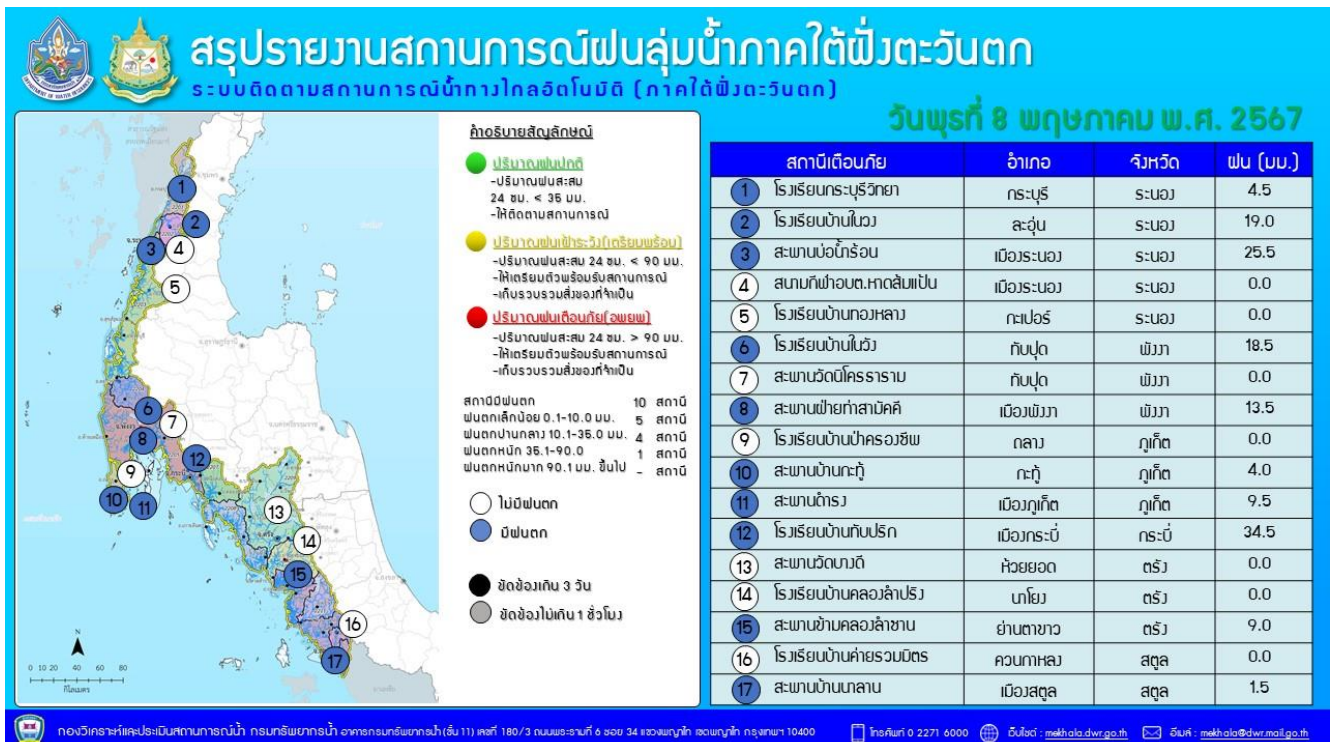 สรุปรายงานสถานการณ์ฝนลุ่มน้ำภาคใต้ฝั่งตะวันตก
ระบบติดตามสถานการณ์น้ำทางไกลอัตโนมัติ (ภาคใต้ฝั่งตะวันตก)
วันพุธที่ 8 พฤษภาคม พ.ศ. 2567
คำอธิบายสัญลักษณ์
ปริมาณฝนปกติ
-ปริมาณฝนสะสม
24 ชม. < 35 มม.
-ให้ติดตามสถานการณ์
ปริมาณฝนเฝ้าระวัง(เตรียมพร้อม)
-ปริมาณฝนสะสม 24 ชม. < 90 มม.
-ให้เตรียมตัวพร้อมรับสถานการณ์
-เก็บรวบรวมสิ่งของที่จำเป็น
ปริมาณฝนเตือนภัย(อพยพ)
-ปริมาณฝนสะสม 24 ชม. > 90 มม.
-ให้เตรียมตัวพร้อมรับสถานการณ์
-เก็บรวบรวมสิ่งของที่จำเป็น
สถานีมีฝนตก 10 สถานี
ฝนตกเล็กน้อย 0.1-10.0 มม. 5 สถานี
ฝนตกปานกลาง 10.1-35.0 มม. 4 สถานี
ฝนตกหนัก 35.1-90.0 1 สถานี
ฝนตกหนักมาก 90.1 มม. ขึ้นไป - สถานี
ไม่มีฝนตก
มีฝนตก
ขัดข้องเกิน 3 วัน
ขัดข้องไม่เกิน 1 ชั่วโมง
1
2
3 4
5
6
7
8
12
9
10 11
13
14
15
16
17
N
0 10 20 40 60 80
กิโลเมตร
สถานีเตือนภัย อำเภอ จังหวัด ฝน (มม.)
1 โรงเรียนกระบุรีวิทยา กระบุรี ระนอง 4.5
2 โรงเรียนบ้านในวง ละอุ่น ระนอง 19.0
3 สะพานบ่อน้ำร้อน เมืองระนอง ระนอง 25.5
4 สนามกีฬาอบต.หาดส้มแป้น เมืองระนอง ระนอง 0.0
5 โรงเรียนบ้านทองหลาง กะเปอร์ ระนอง 0.0
6 โรงเรียนบ้านในวัง ทับปุด พังงา 18.5
7 สะพานวัดนิโครธาราม ทับปุด พังงา 0.0
8 สะพานฝ่ายท่าสามัคคี เมืองพังงา พังงา 13.5
9 โรงเรียนบ้านป่าครองชีพ ถลาง ภูเก็ต 0.0
10 สะพานบ้านกะทู้ กะทู้ ภูเก็ต 4.0
11 สะพานดำรง เมืองภูเก็ต ภูเก็ต 9.5
12 โรงเรียนบ้านทับปริก เมืองกระบี่ กระบี่ 34.5
13 สะพานวัดบางดี ห้วยยอด ตรัง 0.0
14 โรงเรียนบ้านคลองลำปริง นาโยง ตรัง 0.0
15 สะพานข้ามคลองลำชาน ย่านตาขาว ตรัง 9.0
16 โรงเรียนบ้านค่ายรวมมิตร ควนกาหลง สตูล 0.0
17 สะพานบ้านนาลาน เมืองสตูล สตูล 1.5
กองวิเคราะห์และประเมินสถานการณ์น้ำ กรมทรัพยากรน้ำ อาคารกรมทรัพยากรน้ำ(ชั้น 11) เลขที่ 180/3 ถนนพระรามที่ 6 ซอย 34 แขวงพญาไท เขตพญาไท กรุงเทพฯ 10400 โทรศัพท์ 0 2271 6000 เว็บไซต์ : mekhala.dwr.go.th อีเมล์ : mekhala@dwr.mail.go.th